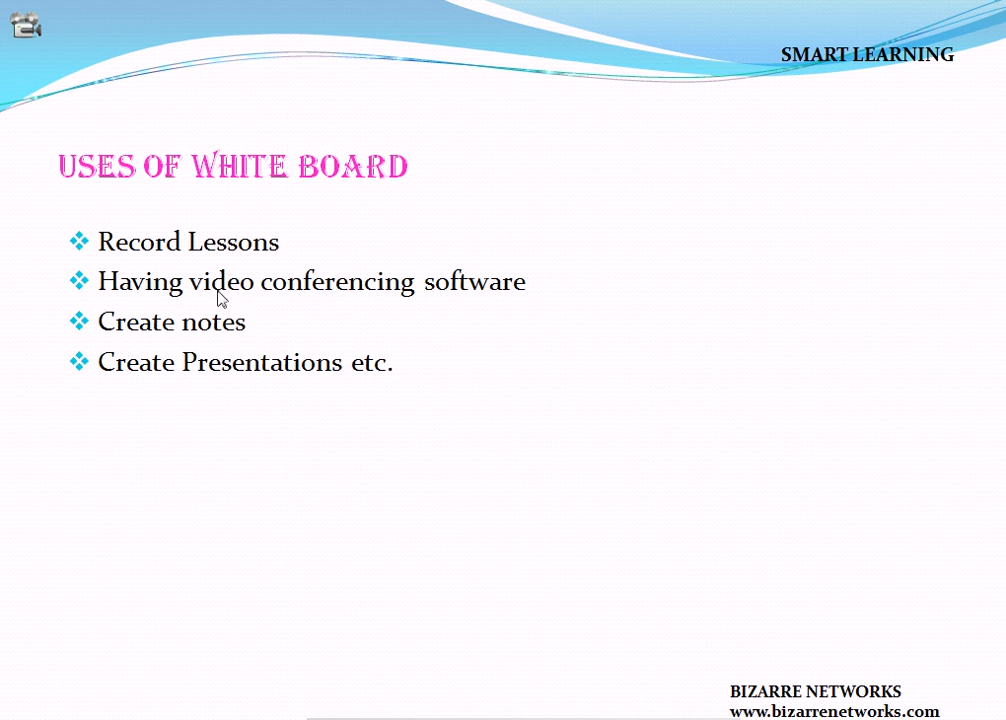 SMART LEARNING
USES OF WHITE BOARD
Record Lessons
Having video conferencing software
Create notes
Create Presentations etc.
BIZARRE NETWORKS
www.bizarrenetworks.com